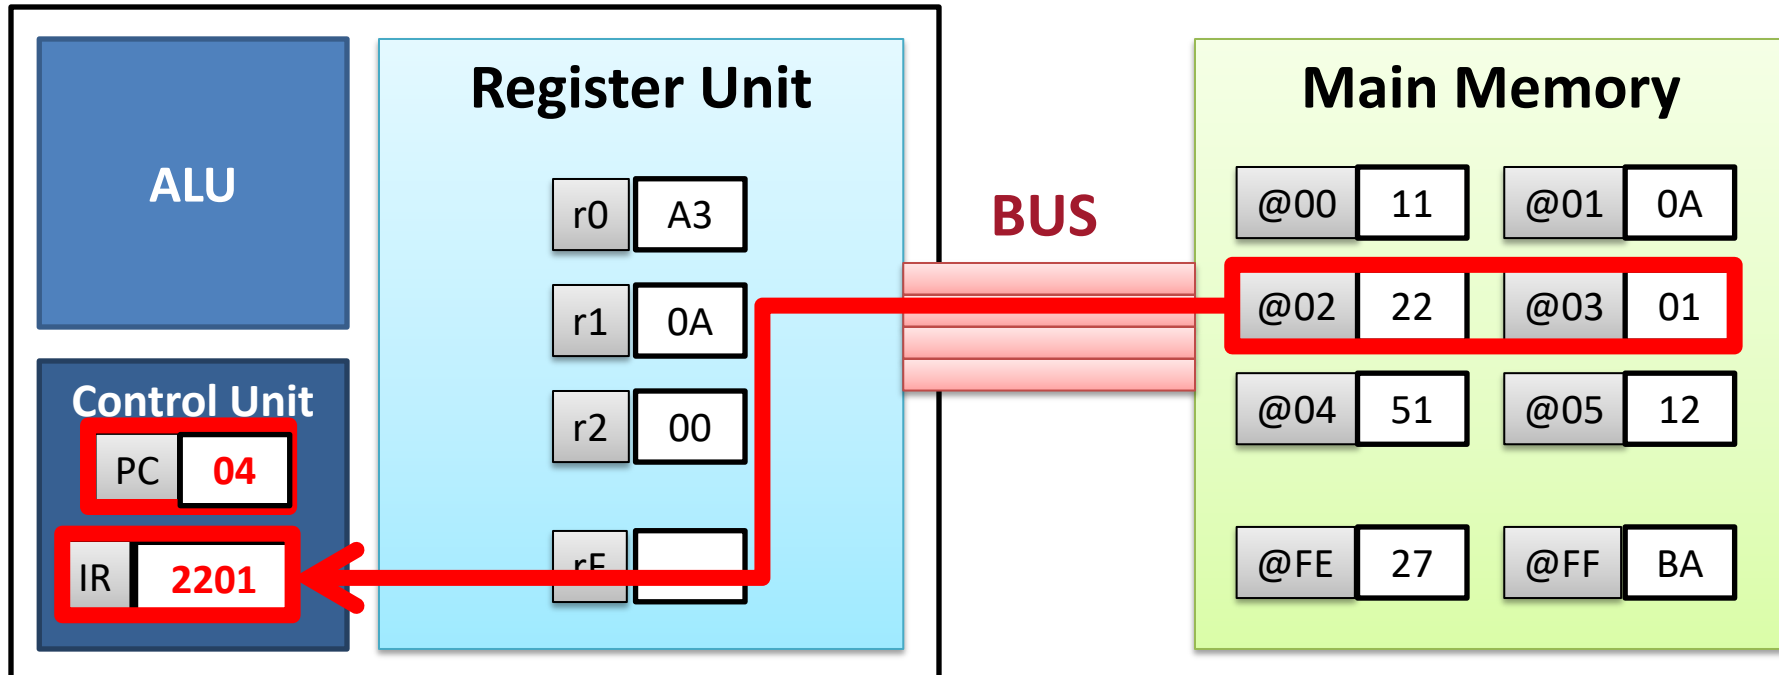 ALU
Control Unit
PC 04
IR 2201
Register Unit
r0 A3
r1 0A
r2 00
rF
BUS
Main Memory
@00 11 @01 0A
@02 22 @03 01
@04 51 @05 12
@FE 27 @FF BA